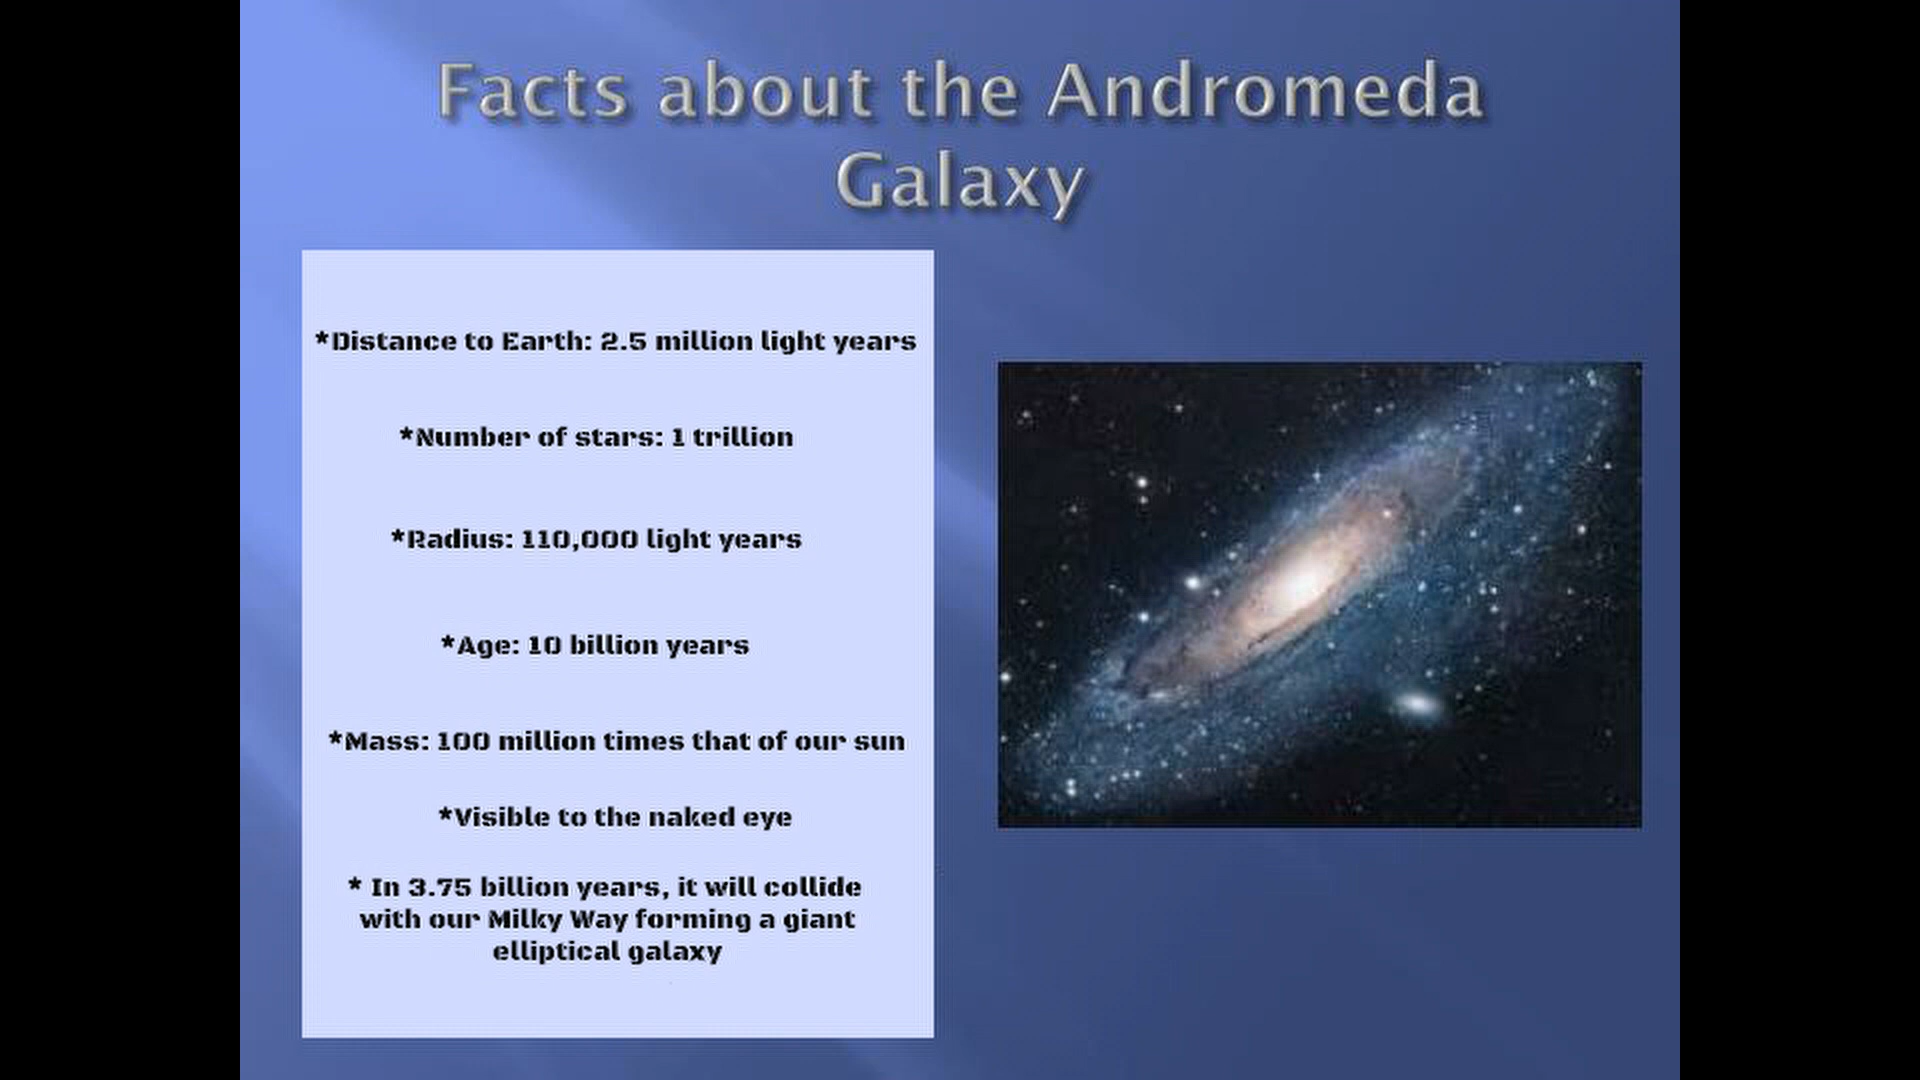 Facts about the Andromeda
Galaxy
*Distance to Earth: 2.5 million light years
*Number of stars: 1 trillion
*Radius: 110,000 light years
*Age: 10 billion years
*Mass: 100 million times that of our sun
*Visible to the naked eye
* In 3.75 billion years, it will collide
with our Milky Way forming a giant
elliptical galaxy